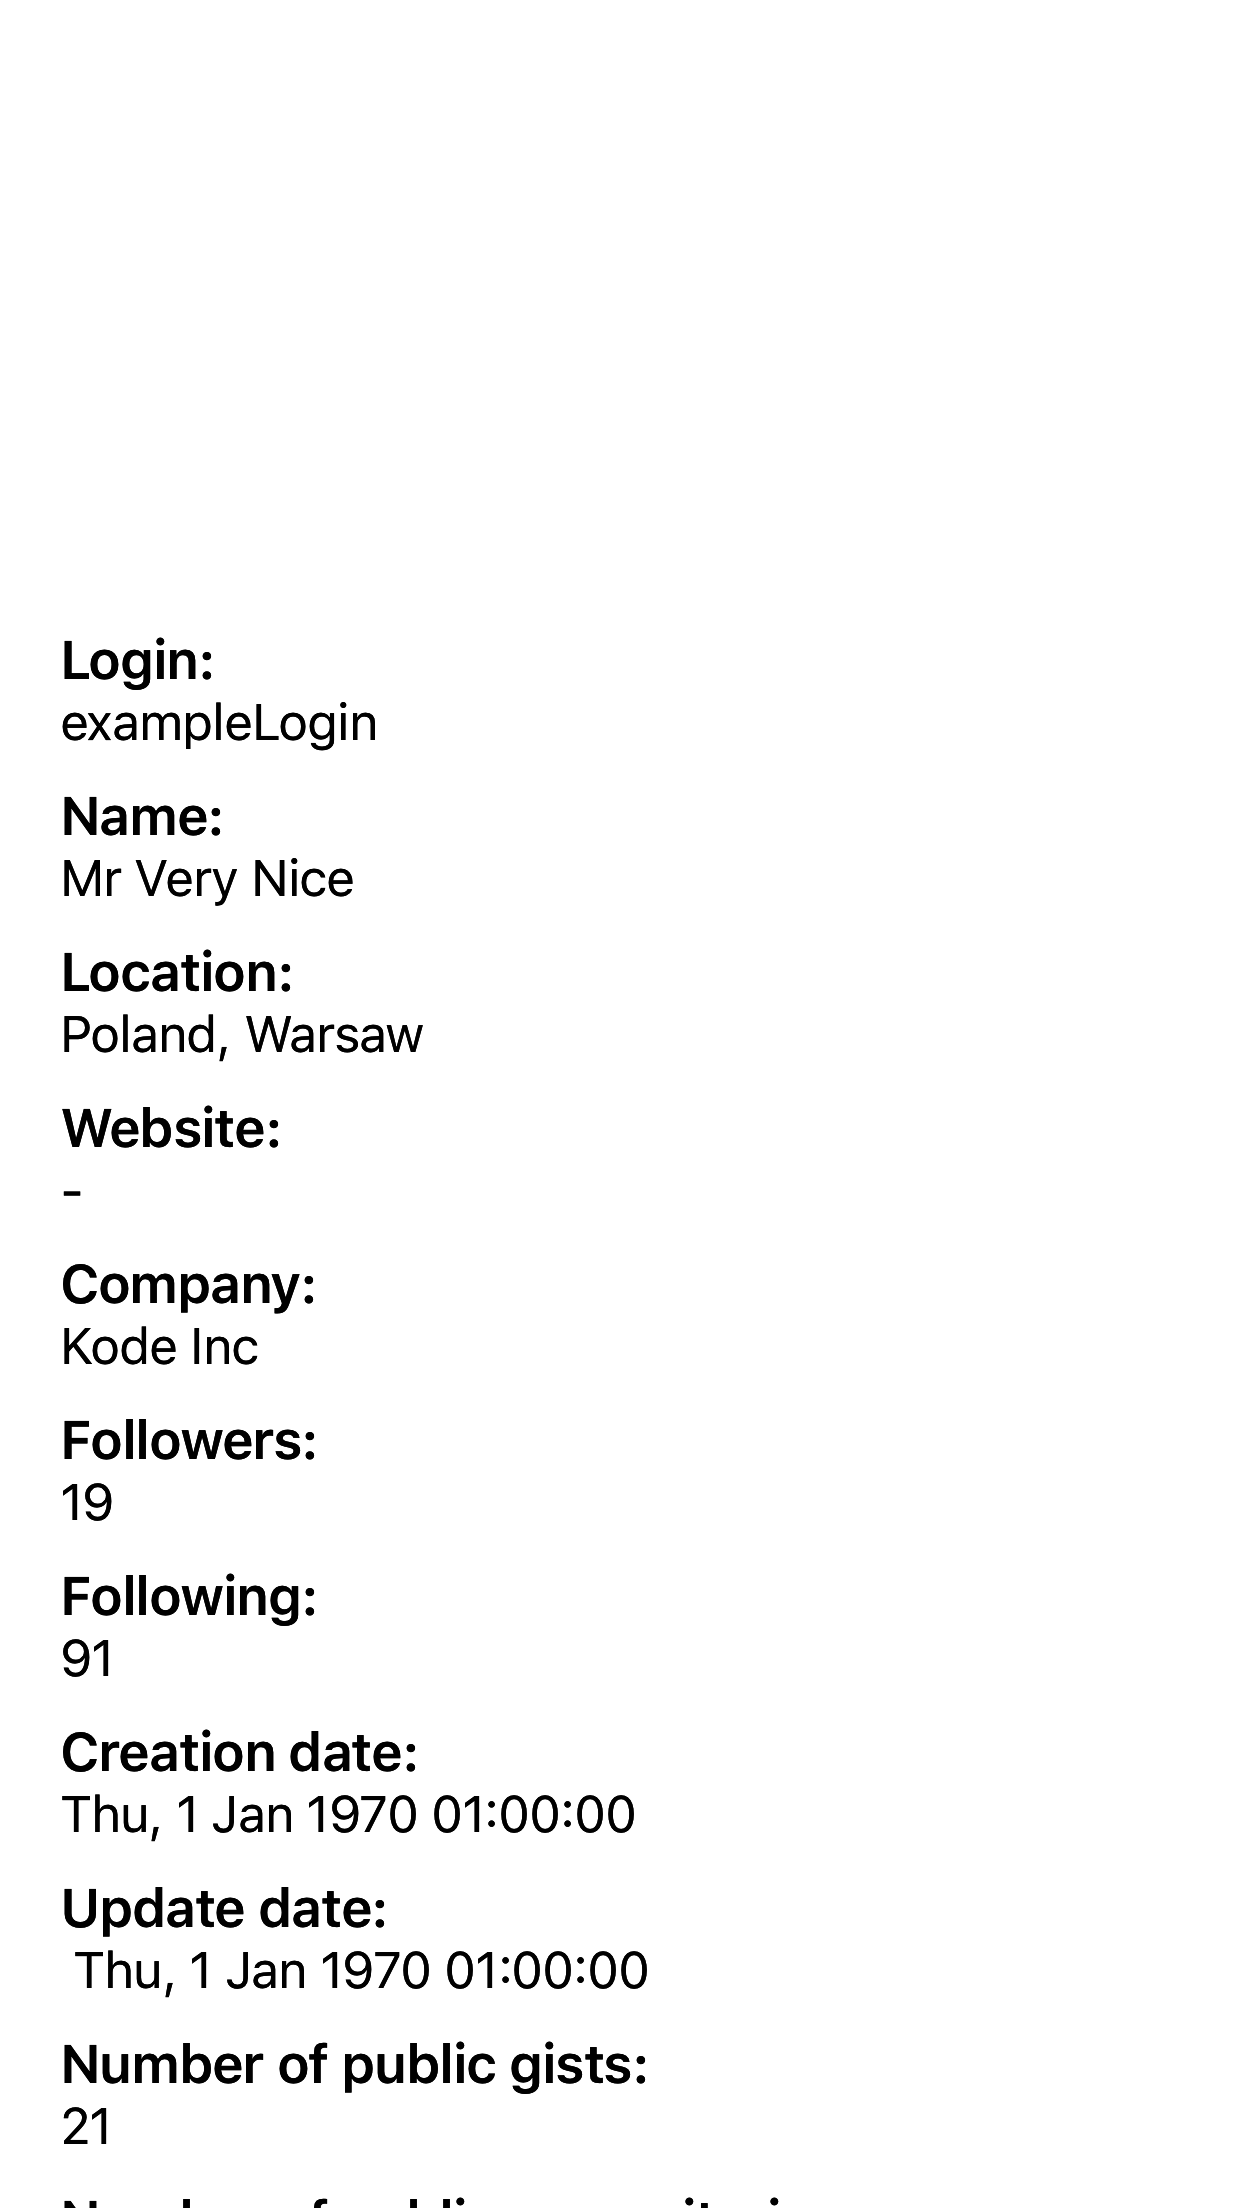 Login:
exampleLogin
Name:
Mr Very Nice
Location:
Poland, Warsaw
Website:
-
Company:
Kode Inc
Followers:
19
Following:
91
Creation date:
Thu, 1 Jan 1970 01:00:00
Update date:
Thu, 1 Jan 1970 01:00:00
Number of public gists:
21